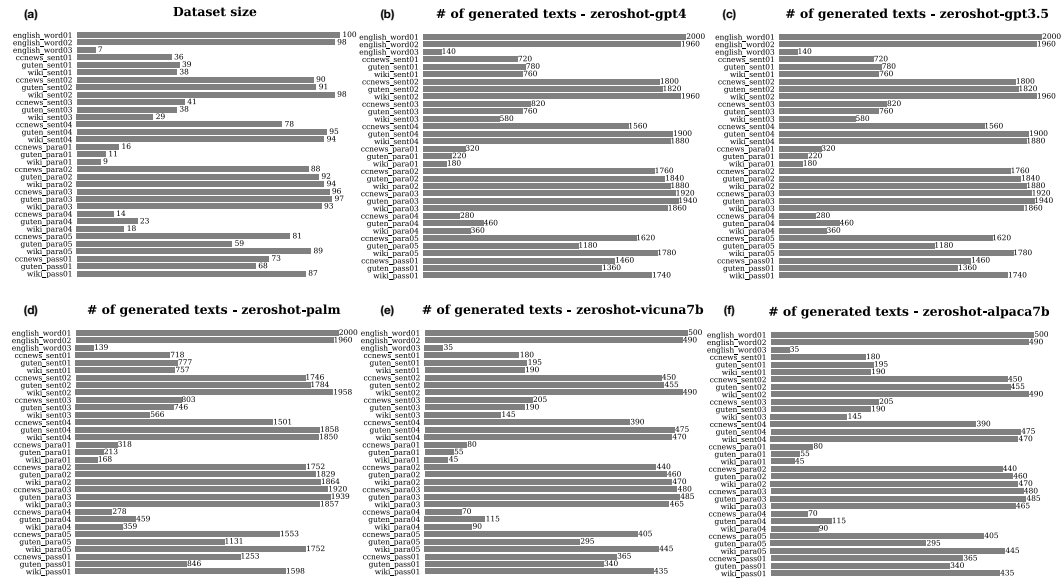 (a) Dataset size
english_word01 100
english_word02 98
english_word03 7
ccnews_sent01 36
guten_sent01 39
wiki_sent01 38
ccnews_sent02 90
guten_sent02 91
wiki_sent02 98
ccnews_sent03 41
guten_sent03 38
wiki_sent03 29
ccnews_sent04 78
guten_sent04 95
wiki_sent04 94
ccnews_para01 16
guten_para01 11
wiki_para01 9
ccnews_para02 88
guten_para02 92
wiki_para02 94
ccnews_para03 96
guten_para03 97
wiki_para03 93
ccnews_para04 14
guten_para04 23
wiki_para04 18
ccnews_para05 81
guten_para05 59
wiki_para05 89
ccnews_pass01 73
guten_pass01 68
wiki_pass01 87
(b) # of generated texts - zeroshot-gpt4
english_word01 2000
english_word02 1960
english_word03 140
ccnews_sent01 720
guten_sent01 780
wiki_sent01 760
ccnews_sent02 1800
guten_sent02 1820
wiki_sent02 1960
ccnews_sent03 820
guten_sent03 760
wiki_sent03 580
ccnews_sent04 1560
guten_sent04 1900
wiki_sent04 1880
ccnews_para01 320
guten_para01 220
wiki_para01 180
ccnews_para02 1760
guten_para02 1840
wiki_para02 1880
ccnews_para03 1920
guten_para03 1940
wiki_para03 1860
ccnews_para04 280
guten_para04 460
wiki_para04 360
ccnews_para05 1620
guten_para05 1180
wiki_para05 1780
ccnews_pass01 1460
guten_pass01 1360
wiki_pass01 1740
(c) # of generated texts - zeroshot-gpt3.5
english_word01 2000
english_word02 1960
english_word03 140
ccnews_sent01 720
guten_sent01 780
wiki_sent01 760
ccnews_sent02 1800
guten_sent02 1820
wiki_sent02 1960
ccnews_sent03 820
guten_sent03 760
wiki_sent03 580
ccnews_sent04 1560
guten_sent04 1900
wiki_sent04 1880
ccnews_para01 320
guten_para01 220
wiki_para01 180
ccnews_para02 1760
guten_para02 1840
wiki_para02 1880
ccnews_para03 1920
guten_para03 1940
wiki_para03 1860
ccnews_para04 280
guten_para04 460
wiki_para04 360
ccnews_para05 1620
guten_para05 1180
wiki_para05 1780
ccnews_pass01 1460
guten_pass01 1360
wiki_pass01 1740
(d) # of generated texts - zeroshot-palm
english_word01 2000
english_word02 1960
english_word03 139
ccnews_sent01 718
guten_sent01 777
wiki_sent01 757
ccnews_sent02 1746
guten_sent02 1784
wiki_sent02 1958
ccnews_sent03 803
guten_sent03 746
wiki_sent03 566
ccnews_sent04 1501
guten_sent04 1858
wiki_sent04 1850
ccnews_para01 318
guten_para01 213
wiki_para01 168
ccnews_para02 1752
guten_para02 1829
wiki_para02 1864
ccnews_para03 1920
guten_para03 1939
wiki_para03 1857
ccnews_para04 278
guten_para04 459
wiki_para04 359
ccnews_para05 1553
guten_para05 1131
wiki_para05 1752
ccnews_pass01 1253
guten_pass01 846
wiki_pass01 1598
(e) # of generated texts - zeroshot-vicuna7b
english_word01 500
english_word02 490
english_word03 35
ccnews_sent01 180
guten_sent01 195
wiki_sent01 190
ccnews_sent02 450
guten_sent02 455
wiki_sent02 490
ccnews_sent03 205
guten_sent03 190
wiki_sent03 145
ccnews_sent04 390
guten_sent04 475
wiki_sent04 470
ccnews_para01 80
guten_para01 55
wiki_para01 45
ccnews_para02 440
guten_para02 460
wiki_para02 470
ccnews_para03 480
guten_para03 485
wiki_para03 465
ccnews_para04 70
guten_para04 115
wiki_para04 90
ccnews_para05 405
guten_para05 295
wiki_para05 445
ccnews_pass01 365
guten_pass01 340
wiki_pass01 435
(f) # of generated texts - zeroshot-alpaca7b
english_word01 500
english_word02 490
english_word03 35
ccnews_sent01 180
guten_sent01 195
wiki_sent01 190
ccnews_sent02 450
guten_sent02 455
wiki_sent02 490
ccnews_sent03 205
guten_sent03 190
wiki_sent03 145
ccnews_sent04 390
guten_sent04 475
wiki_sent04 470
ccnews_para01 80
guten_para01 55
wiki_para01 45
ccnews_para02 440
guten_para02 460
wiki_para02 470
ccnews_para03 480
guten_para03 485
wiki_para03 465
ccnews_para04 70
guten_para04 115
wiki_para04 90
ccnews_para05 405
guten_para05 295
wiki_para05 445
ccnews_pass01 365
guten_pass01 340
wiki_pass01 435